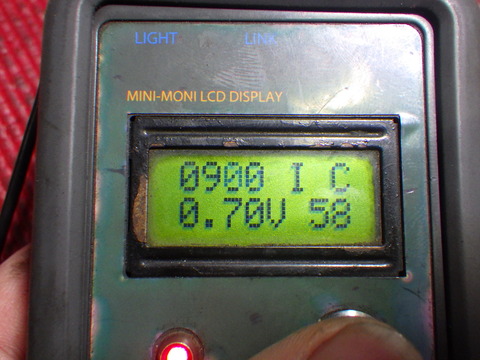 LIGHT LINK
MINI-MONI LCD DISPLAY
0900 I C
0.70V 58